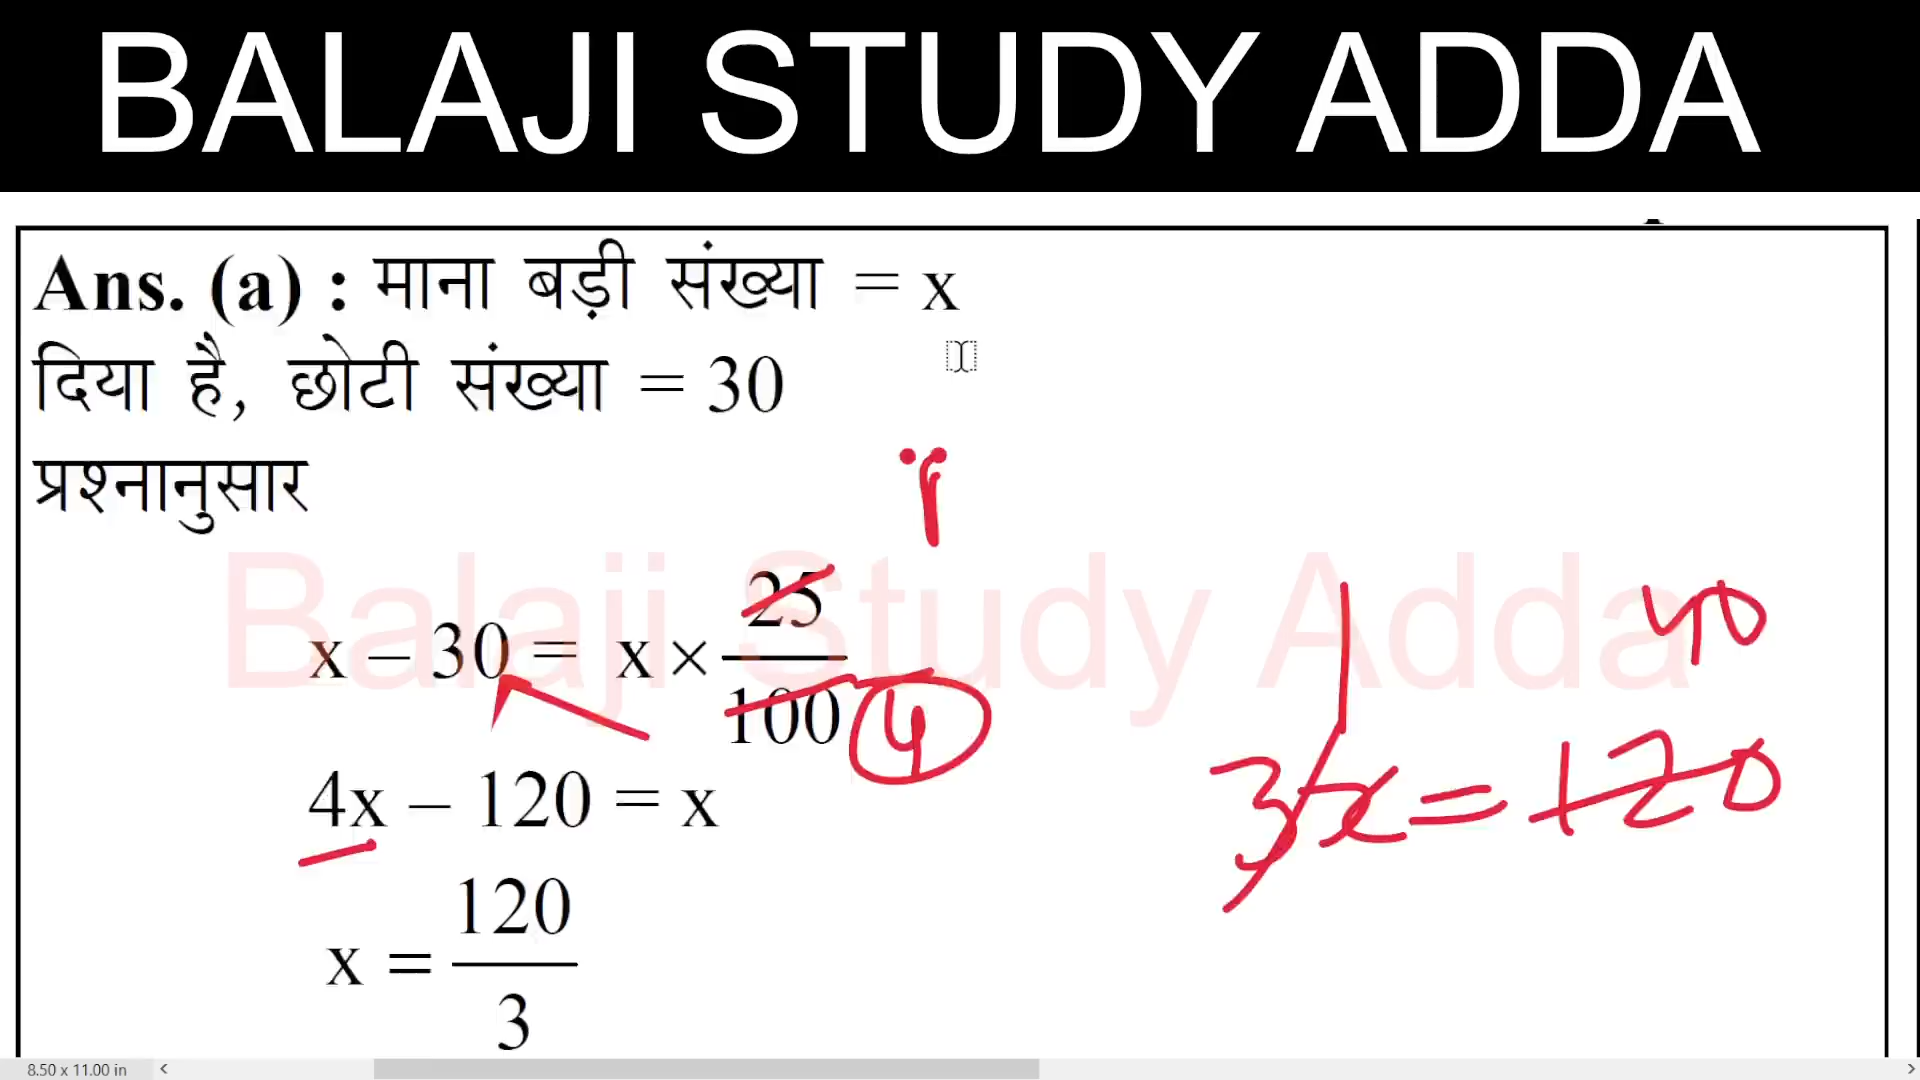 BALAJI STUDY ADDA
Ans. (a) : माना बड़ी संख्या = x
दिया है, छोटी संख्या = 30
प्रश्नानुसार
Balaji Study Adda
x – 30 = x × 25/100
4
40
3x = 120
4x – 120 = x
x = 120/3
8.50 x 11.00 in